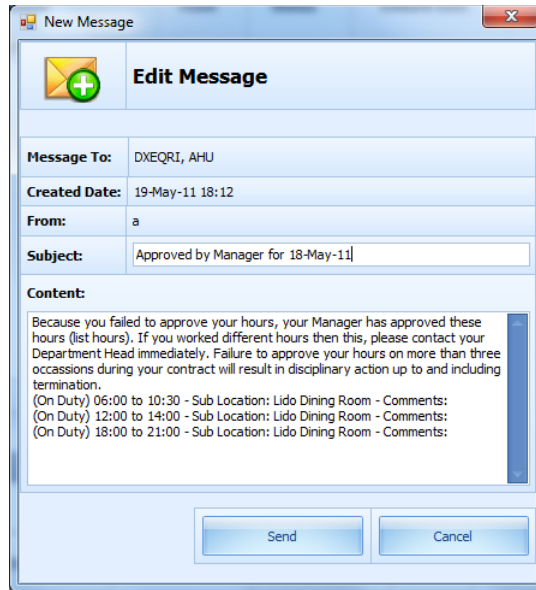 New Message
Edit Message
Message To: DXEQRI, AHU
Created Date: 19-May-11 18:12
From: a
Subject: Approved by Manager for 18-May-11
Content:
Because you failed to approve your hours, your Manager has approved these
hours (list hours). If you worked different hours then this, please contact your
Department Head immediately. Failure to approve your hours on more than three
occassions during your contract will result in disciplinary action up to and including
termination.
(On Duty) 06:00 to 10:30 - Sub Location: Lido Dining Room - Comments:
(On Duty) 12:00 to 14:00 - Sub Location: Lido Dining Room - Comments:
(On Duty) 18:00 to 21:00 - Sub Location: Lido Dining Room - Comments:
Send Cancel